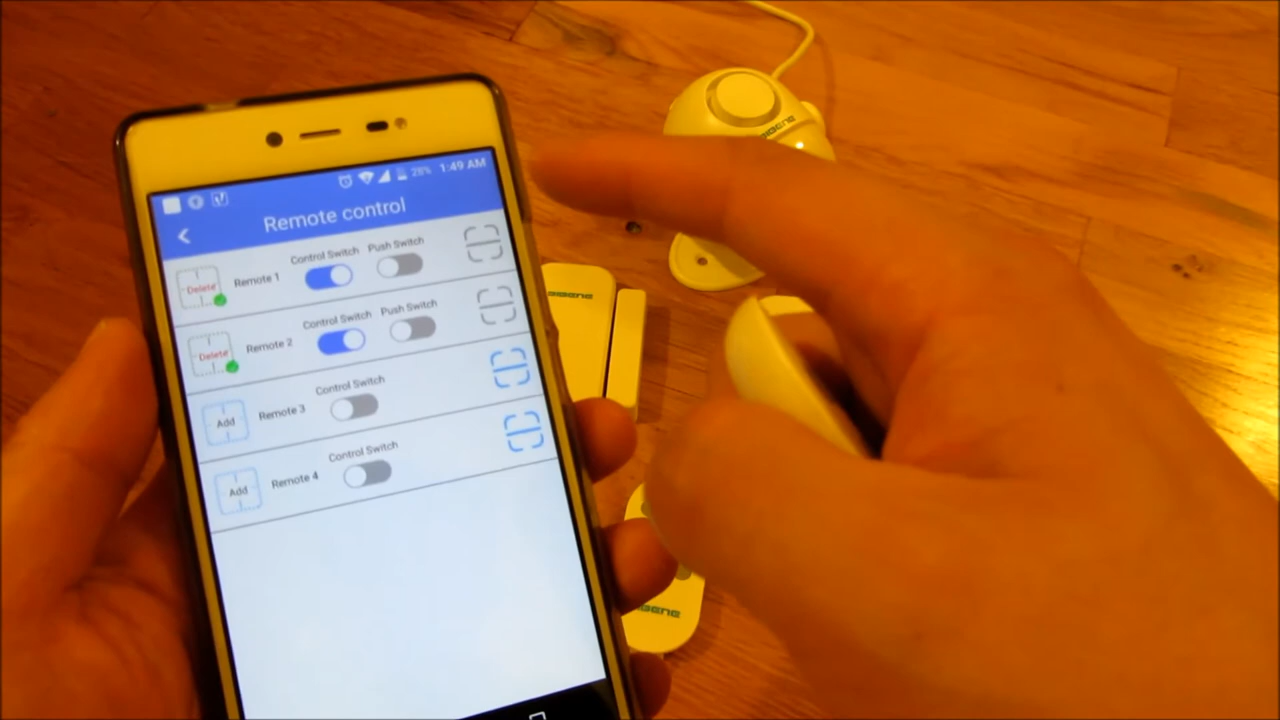 28% 1:49 AM
Remote control
Delete Remote 1 Control Switch Push Switch
Delete Remote 2 Control Switch Push Switch
Add Remote 3 Control Switch
Add Remote 4 Control Switch